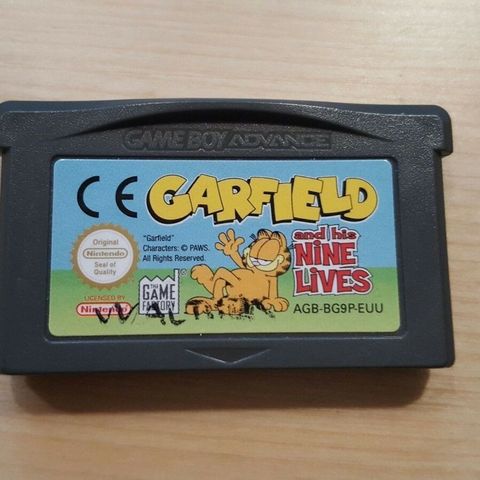 GAME BOY ADVANCE
CE GARFIELD
and his
NINE
LIVES
Original
Nintendo
Seal of
Quality
"Garfield"
Characters: © PAWS.
All Rights Reserved.
LICENSED BY
Nintendo
THE
GAME
FACTORY
AGB-BG9P-EUU